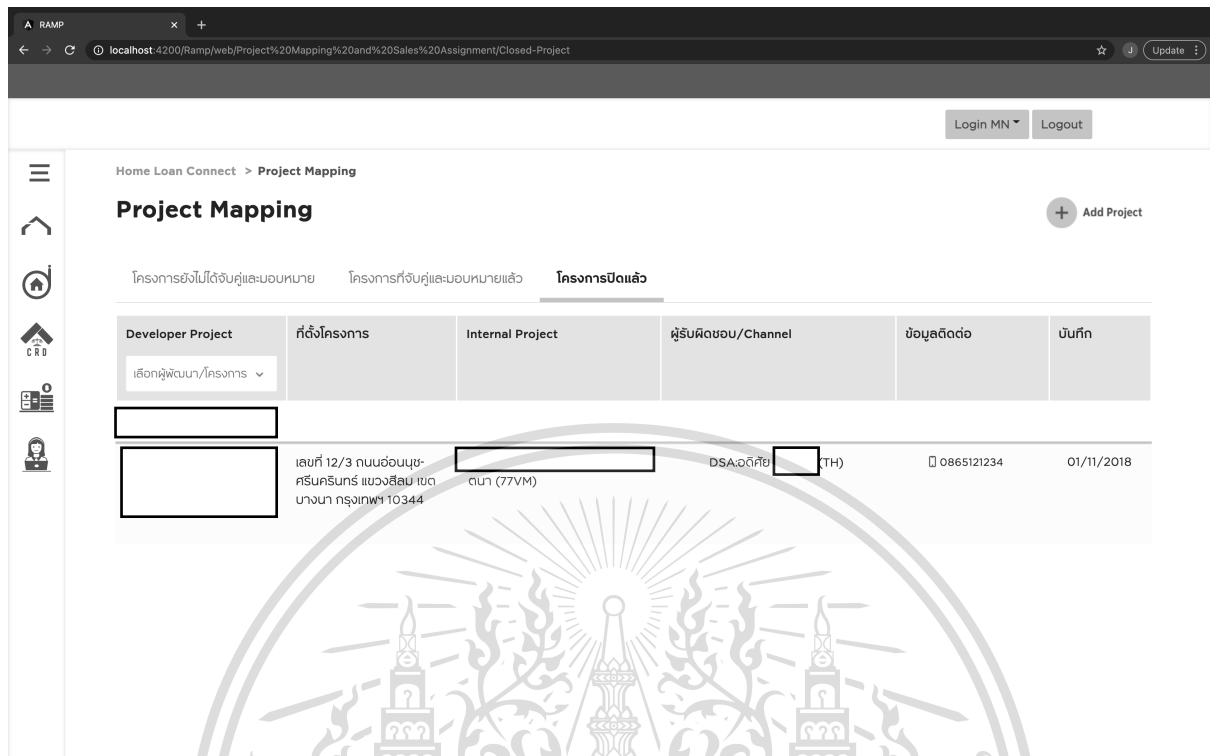 RAMP
localhost:4200/Ramp/web/Project%20Mapping%20and%20Sales%20Assignment/Closed-Project
J
Update
Login MN
Logout
Home Loan Connect > Project Mapping
Project Mapping
Add Project
โครงการยังไม่ได้จับคู่และมอบหมาย
โครงการที่จับคู่และมอบหมายแล้ว
โครงการปิดแล้ว
Developer Project
ที่ตั้งโครงการ
Internal Project
ผู้รับผิดชอบ/Channel
ข้อมูลติดต่อ
บันทึก
เลือกผู้พัฒนา/โครงการ
CRD
เลขที่ 12/3 ถนนอ่อนนุช-
ศรีนครินทร์ แขวงสีลม เขต
บางนา กรุงเทพฯ 10344
ตนา (77VM)
DSA:อดิศัย
(TH)
0865121234
01/11/2018